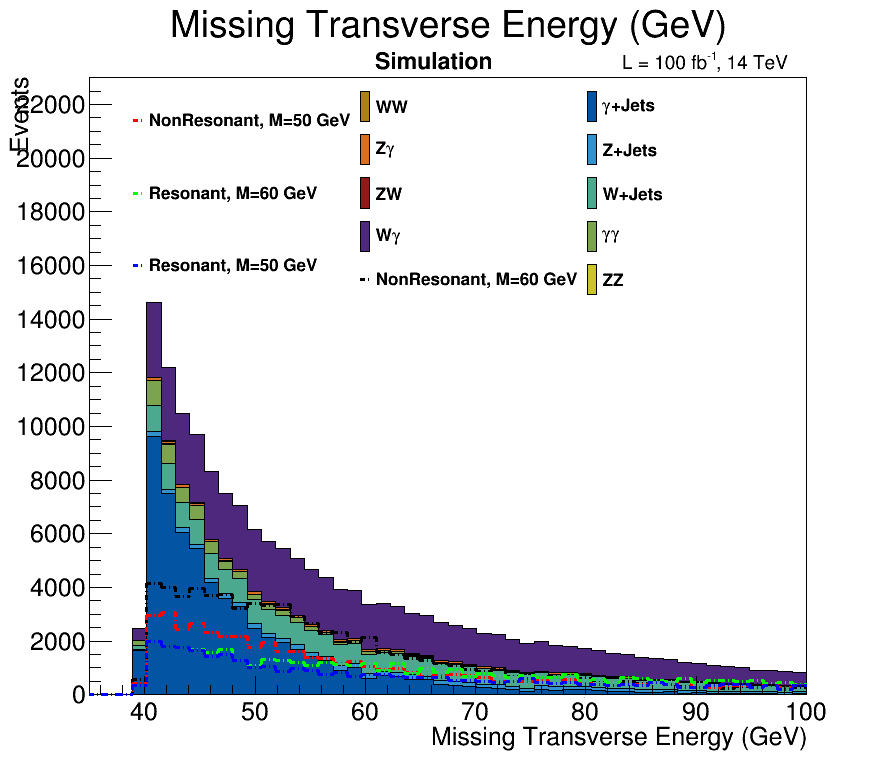 Missing Transverse Energy (GeV)
Simulation
L = 100 fb⁻¹, 14 TeV
Events
NonResonant, M=50 GeV
Resonant, M=60 GeV
Resonant, M=50 GeV
WW
Zγ
ZW
Wγ
NonResonant, M=60 GeV
γ+Jets
Z+Jets
W+Jets
γγ
ZZ
22000
20000
18000
16000
14000
12000
10000
8000
6000
4000
2000
0
40 50 60 70 80 90 100
Missing Transverse Energy (GeV)